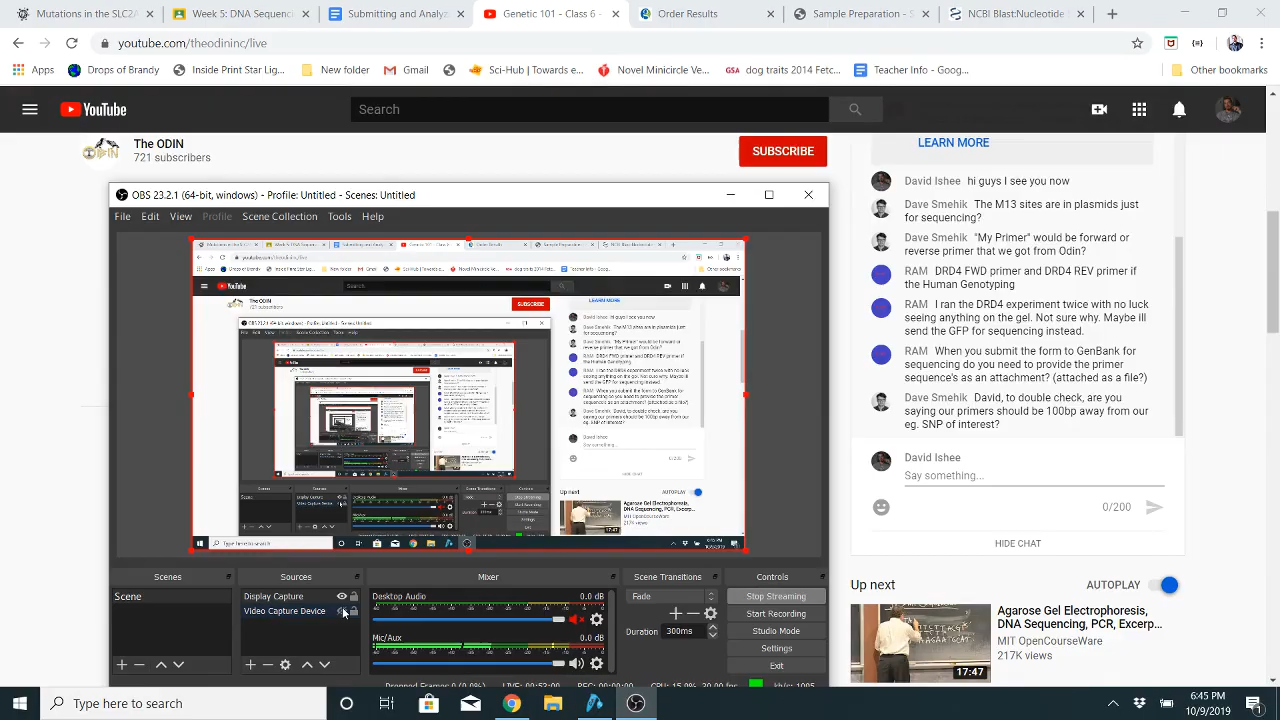 Mutations in the SLC2A
Week 5: DNA Sequenci
Submitting and Analyz
Genetic 101 - Class 6
Order Results
Sample Preparation - S
NCBI Blast:Nucleotide
youtube.com/theodininc/live
Apps
Drops of Brandy
Inside Print Star Lig...
New folder
Gmail
Sci-Hub | Towards e...
Novel Minicircle Ve...
GSA
dog traits 2014 Fetc...
Teacher Info - Goog...
Other bookmarks
YouTube
Search
The ODIN
721 subscribers
SUBSCRIBE
OBS 23.2.1 (64-bit, windows) - Profile: Untitled - Scenes: Untitled
File Edit View Profile Scene Collection Tools Help
Scenes
Scene
Sources
Display Capture
Video Capture Device
Mixer
Desktop Audio 0.0 dB
Mic/Aux 0.0 dB
Scene Transitions
Fade
Duration 300ms
Controls
Stop Streaming
Start Recording
Studio Mode
Settings
Exit
LEARN MORE
David Ishee hi guys I see you now
Dave Smehik The M13 sites are in plasmids just
for sequencing?
Dave Smehik "My Primer" would be forward or
reverse primer that we got from Odin?
RAM DRD4 FWD primer and DRD4 REV primer if
the Human Genotyping
RAM I ran the DRD4 experiment twice with no luck
seeing anything on the gel. Not sure why. Maybe Ill
send the GFP for sequencing instead.
RAM When you submit the form to GenBank for
sequencing do you need to provide the primer
sequence's as an attachment? (attached as a file?)
Dave Smehik David, to double check, are you
saying our primers should be 100bp away from our
ag. SNP of interest?
David Ishee
Say something...
0/200
HIDE CHAT
Up next
AUTOPLAY
Agarose Gel Electrophoresis,
DNA Sequencing, PCR, Excerp...
MIT OpenCourseWare
217K views
17:47
Type here to search
6:45 PM
10/9/2019